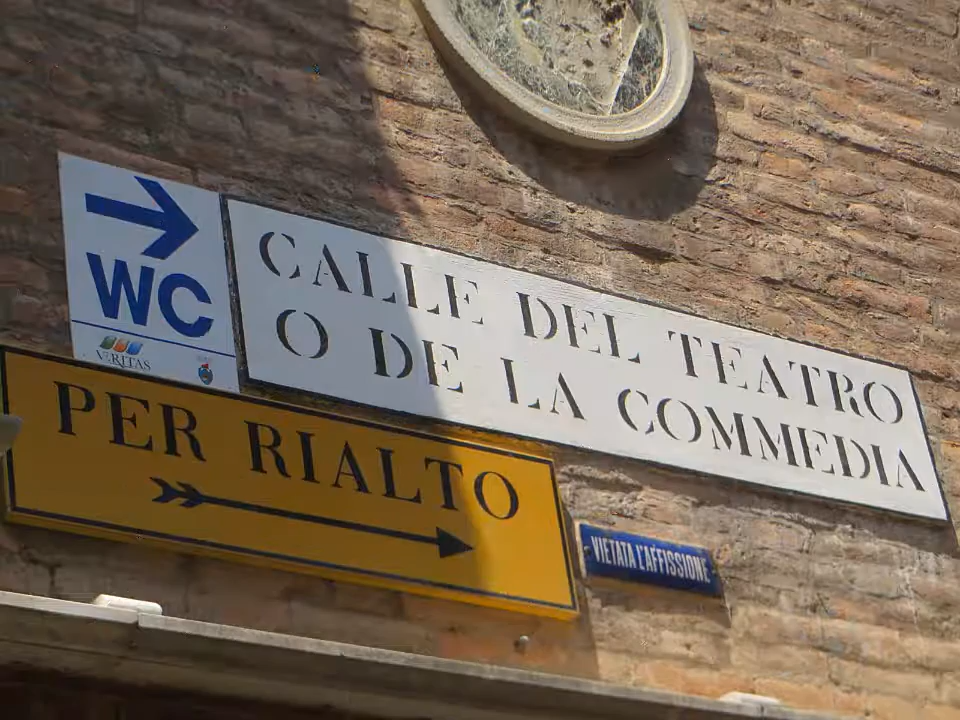 WC
VERITAS
CALLE DEL TEATRO
O DE LA COMMEDIA
PER RIALTO
VIETATA L'AFFISSIONE